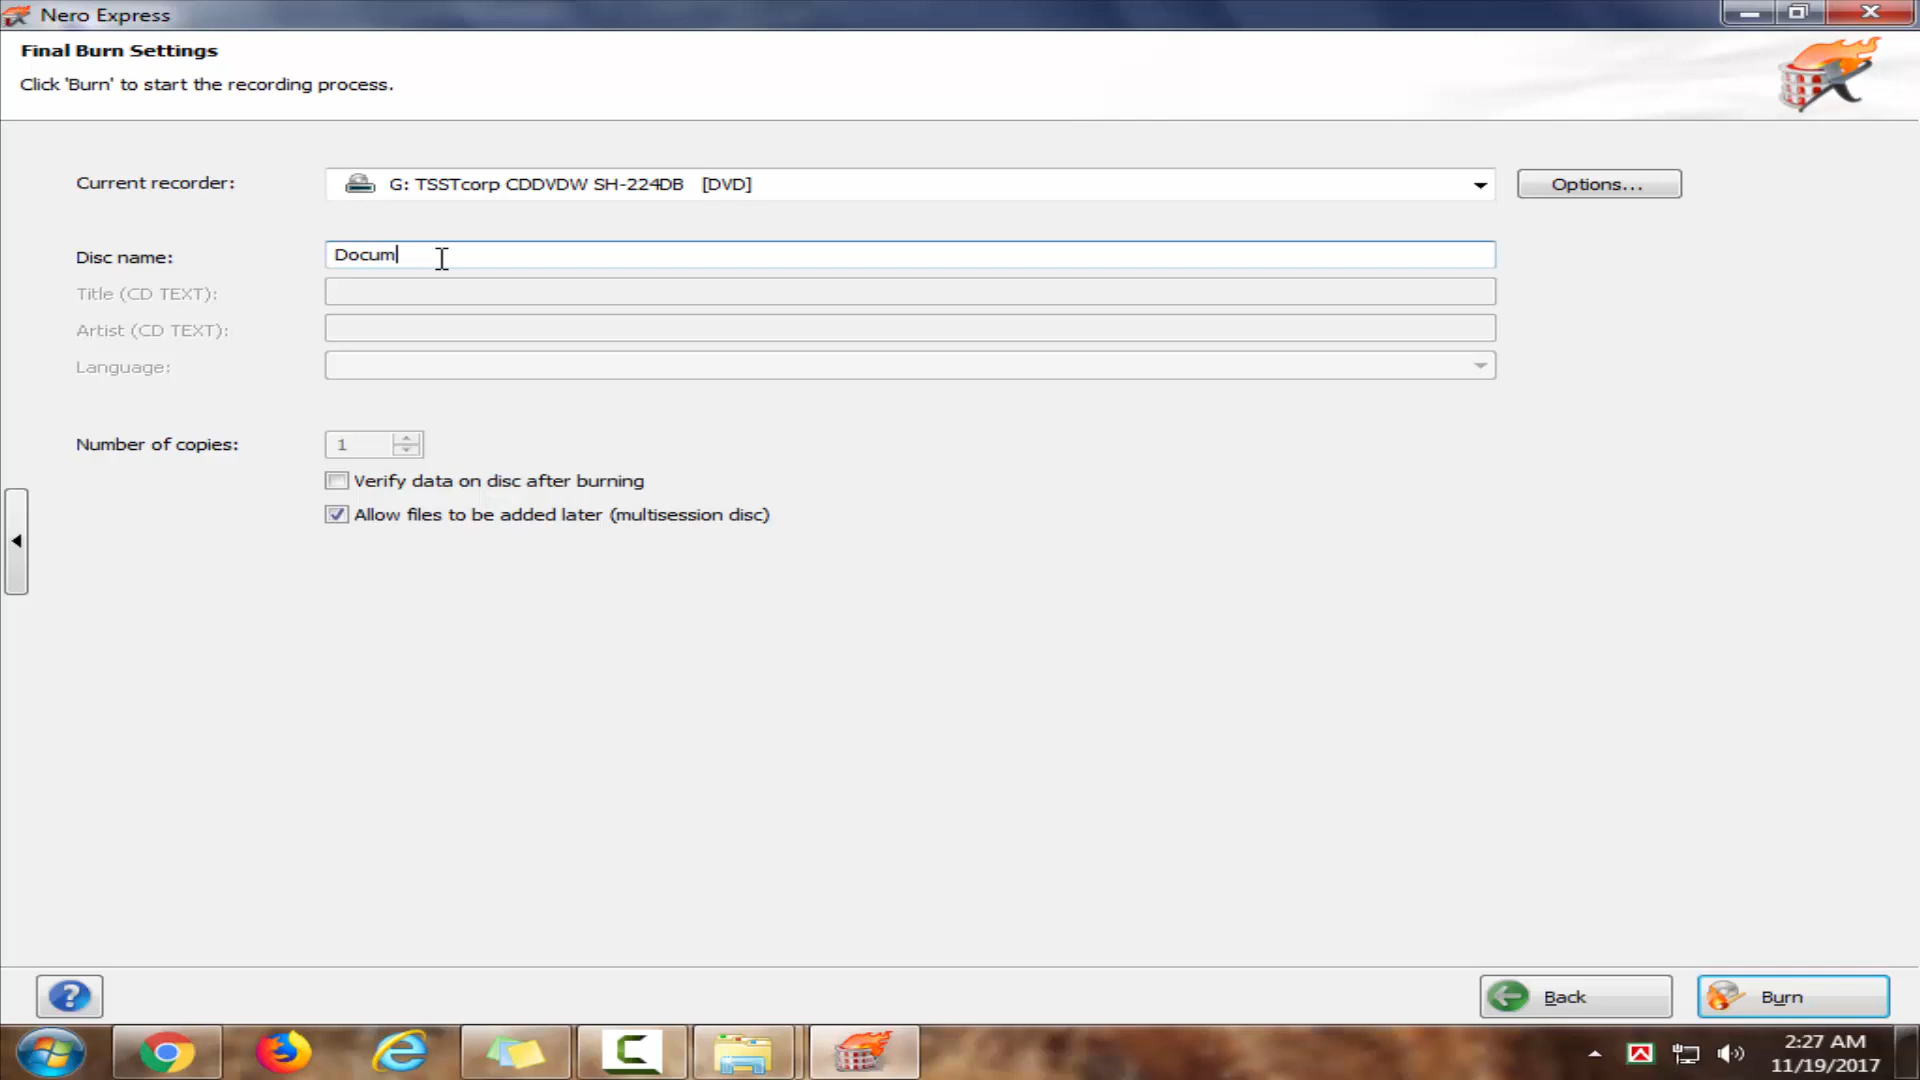 Nero Express
Final Burn Settings
Click 'Burn' to start the recording process.
Current recorder: G: TSSTcorp CDDVDW SH-224DB [DVD] Options...
Disc name: Docum
Title (CD TEXT):
Artist (CD TEXT):
Language:
Number of copies: 1
Verify data on disc after burning
Allow files to be added later (multisession disc)
? Back Burn
2:27 AM
11/19/2017